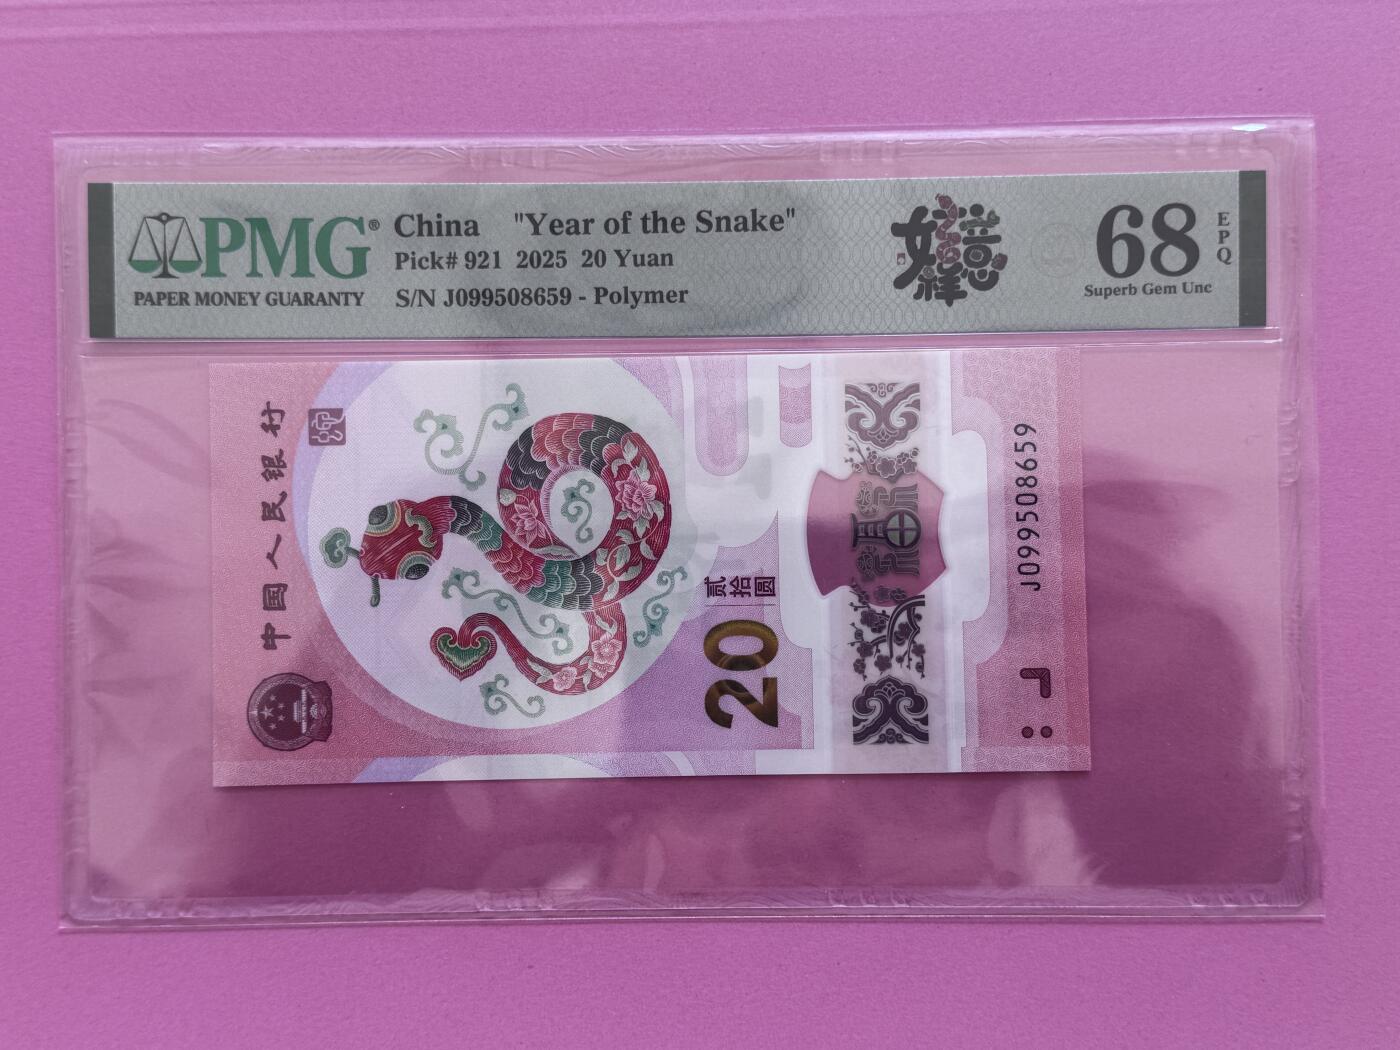 PMG®
PAPER MONEY GUARANTY
China "Year of the Snake"
Pick# 921 2025 20 Yuan
S/N J099508659 - Polymer
68
EPQ
Superb Gem Unc
中国人民银行
20
贰拾圆
福
J099508659